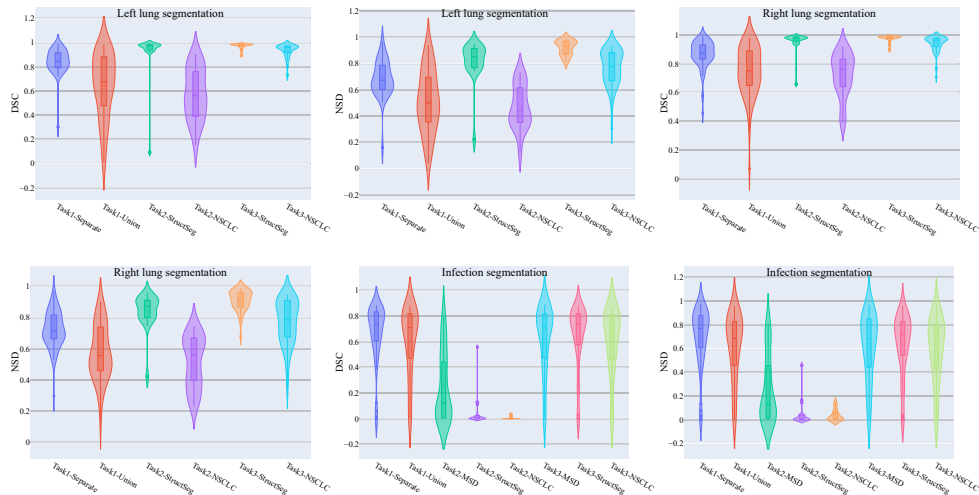 Left lung segmentation
DSC
1.2
1
0.8
0.6
0.4
0.2
0
−0.2
Task1-Separate
Task1-Union
Task2-StructSeg
Task2-NSCLC
Task3-StructSeg
Task3-NSCLC
Left lung segmentation
NSD
1.2
1
0.8
0.6
0.4
0.2
0
−0.2
Task1-Separate
Task1-Union
Task2-StructSeg
Task2-NSCLC
Task3-StructSeg
Task3-NSCLC
Right lung segmentation
DSC
1.2
1
0.8
0.6
0.4
0.2
0
Task1-Separate
Task1-Union
Task2-StructSeg
Task2-NSCLC
Task3-StructSeg
Task3-NSCLC
Right lung segmentation
NSD
1
0.8
0.6
0.4
0.2
0
Task1-Separate
Task1-Union
Task2-StructSeg
Task2-NSCLC
Task3-StructSeg
Task3-NSCLC
Infection segmentation
DSC
1
0.8
0.6
0.4
0.2
0
−0.2
Task1-Separate
Task1-Union
Task2-MSD
Task2-StructSeg
Task2-NSCLC
Task3-MSD
Task3-StructSeg
Task3-NSCLC
Infection segmentation
NSD
1.2
1
0.8
0.6
0.4
0.2
0
−0.2
Task1-Separate
Task1-Union
Task2-MSD
Task2-StructSeg
Task2-NSCLC
Task3-MSD
Task3-StructSeg
Task3-NSCLC